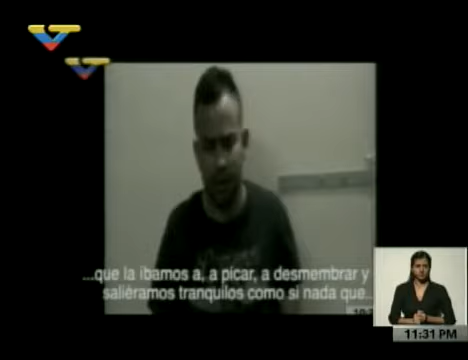 ...que la íbamos a, a picar, a desmembrar y
saliéramos tranquilos como si nada que..
11:31 PM